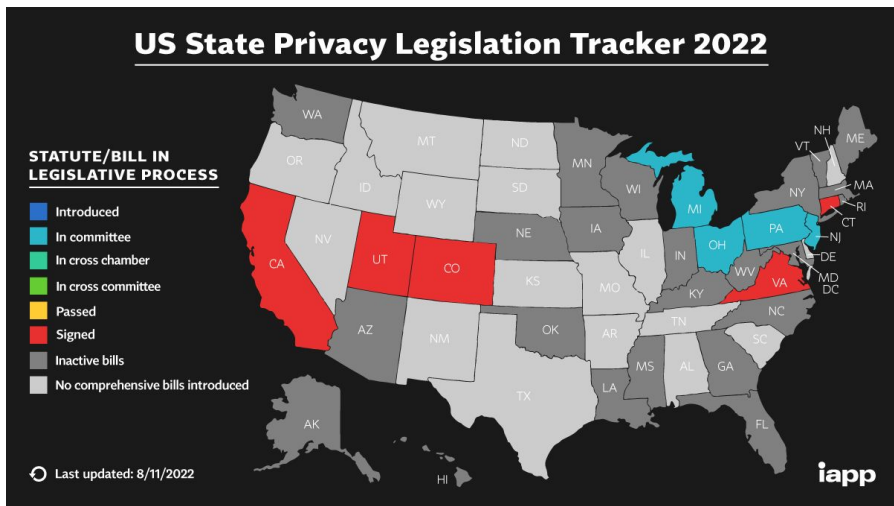 US State Privacy Legislation Tracker 2022
STATUTE/BILL IN
LEGISLATIVE PROCESS
Introduced
In committee
In cross chamber
In cross committee
Passed
Signed
Inactive bills
No comprehensive bills introduced
WA
OR
CA
NV
ID
MT
WY
UT
CO
AZ
NM
ND
SD
NE
KS
OK
TX
MN
IA
MO
AR
LA
WI
IL
MI
IN
OH
KY
TN
MS
AL
GA
FL
SC
NC
VA
WV
PA
NY
VT
NH
ME
MA
RI
CT
NJ
DE
MD
DC
AK
HI
Last updated: 8/11/2022
iapp